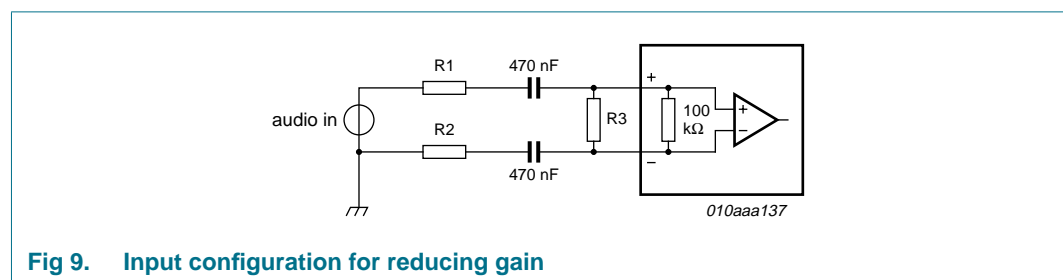 R1
470 nF
+
audio in
R3
100
kΩ
+
−
R2
−
470 nF
010aaa137
Fig 9. Input configuration for reducing gain